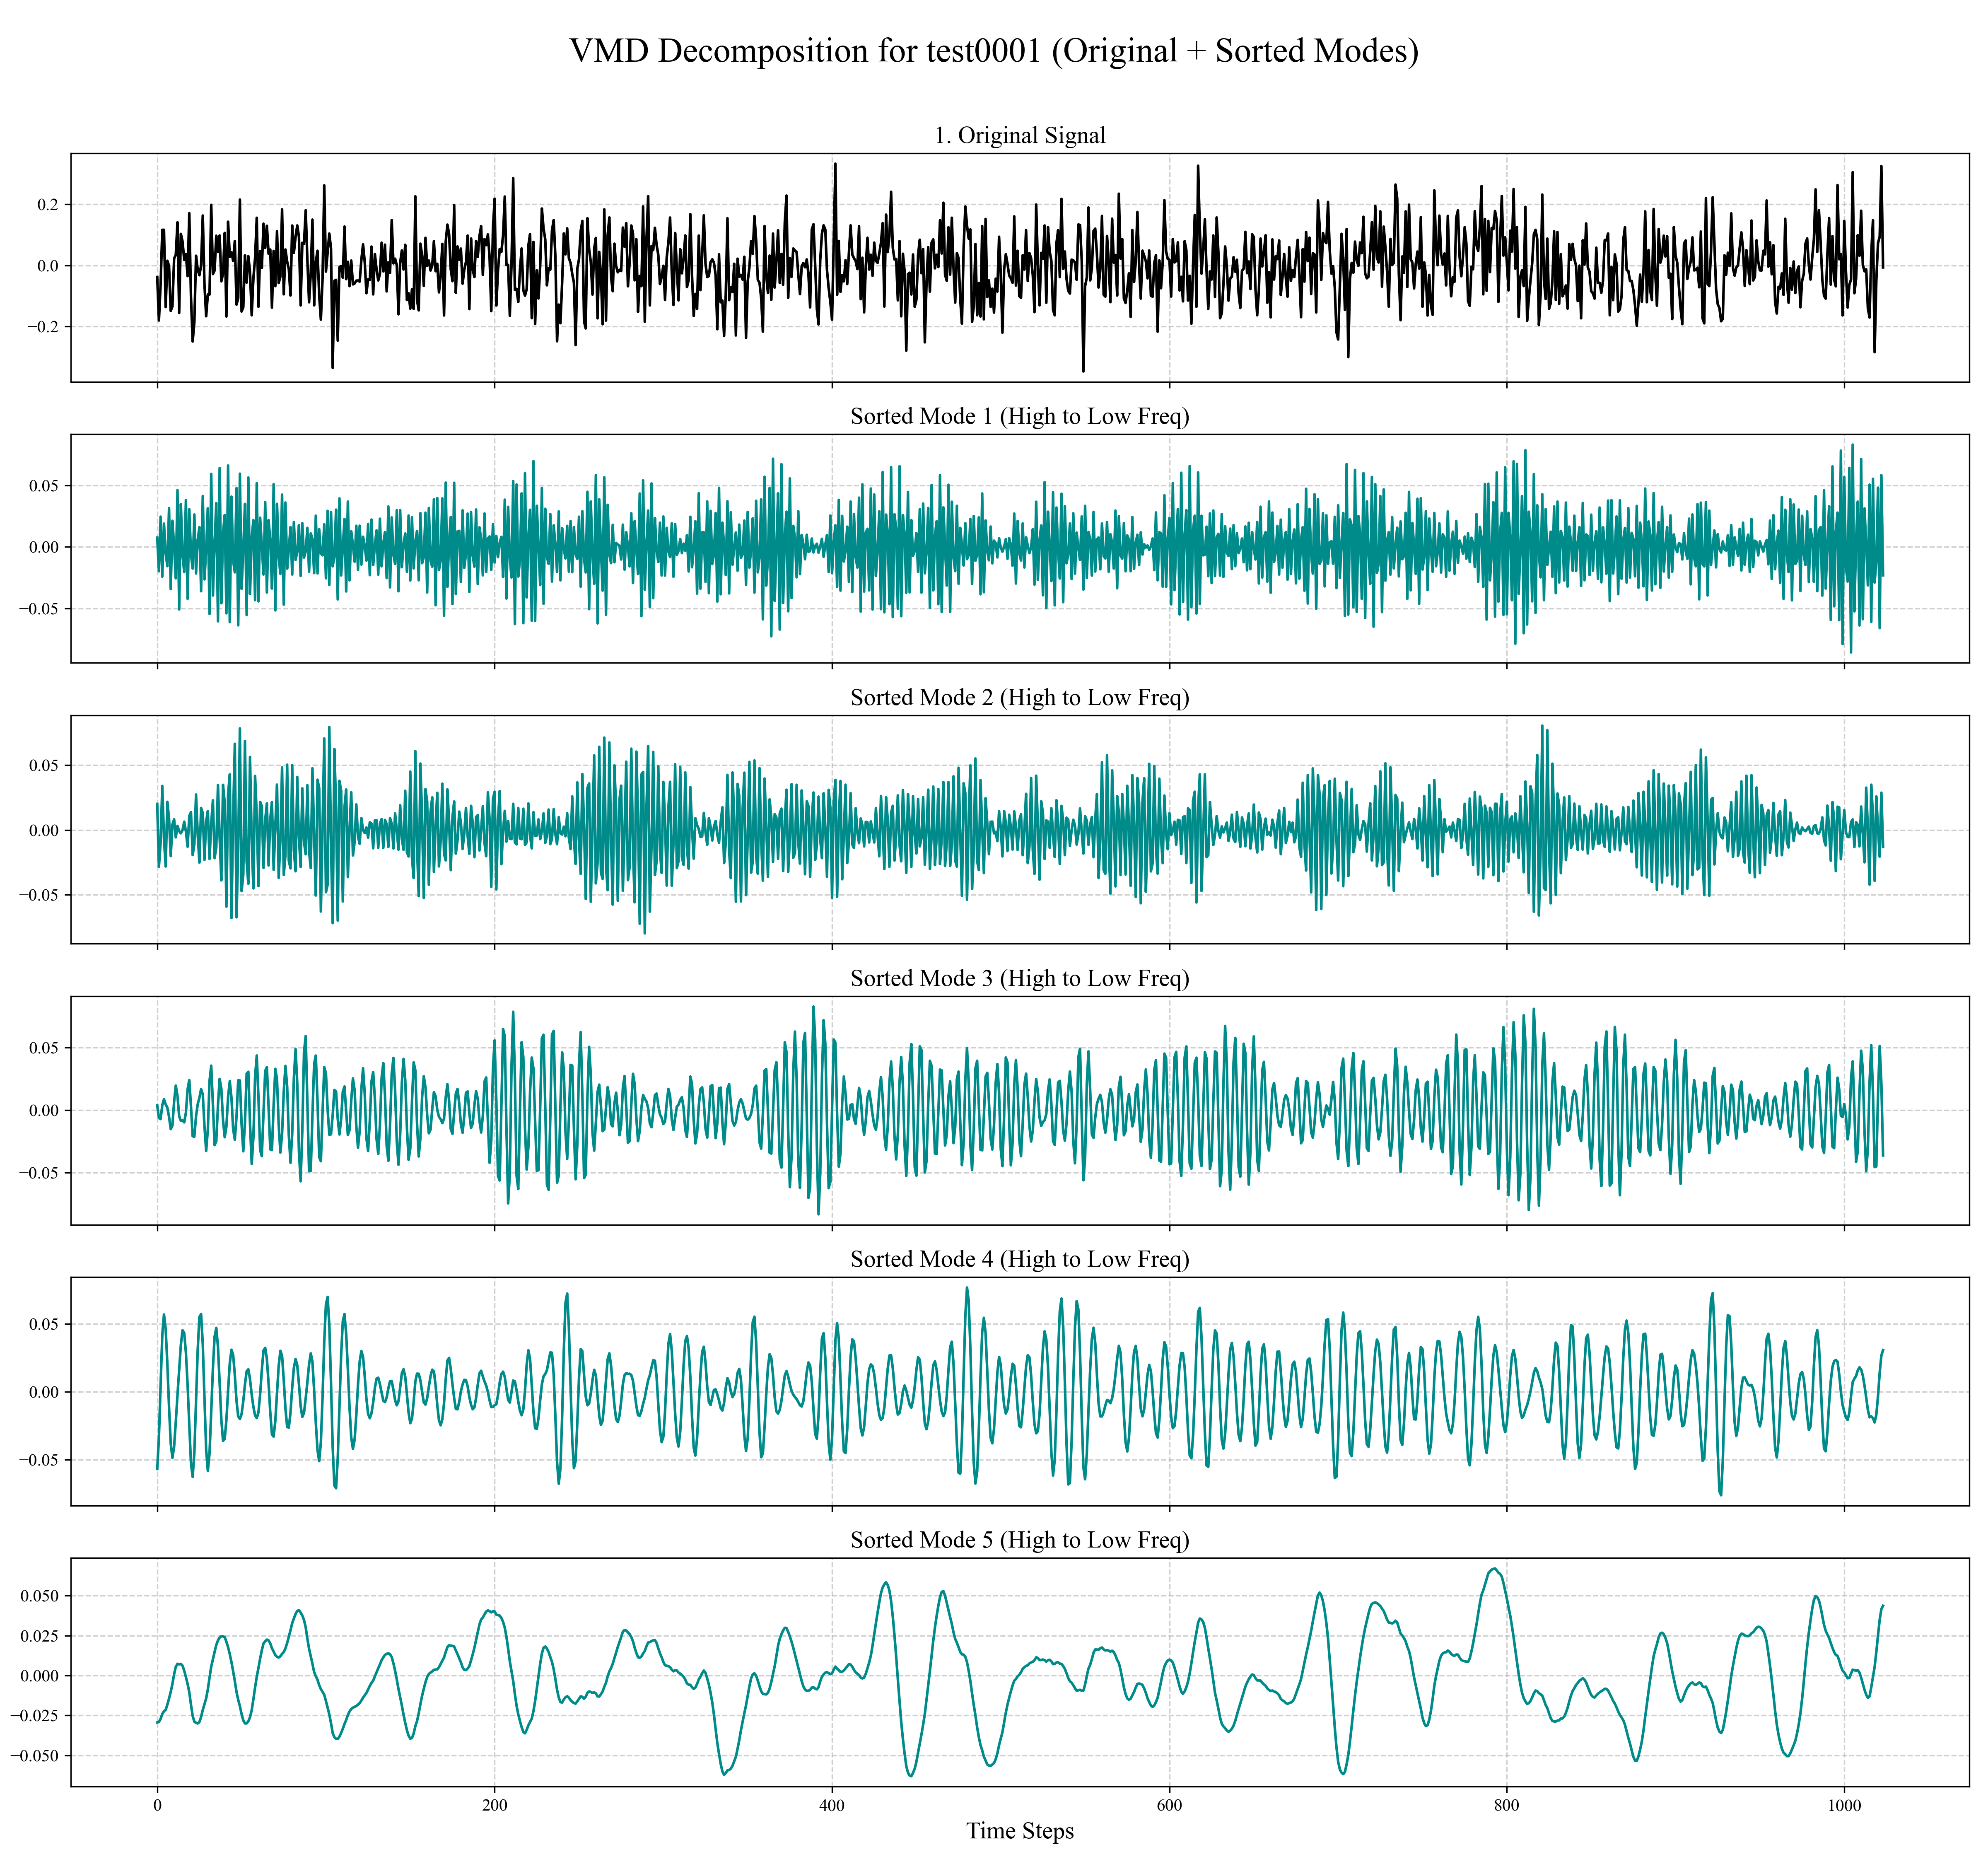 VMD Decomposition for test0001 (Original + Sorted Modes)
1. Original Signal
0.2
0.0
−0.2
Sorted Mode 1 (High to Low Freq)
0.05
0.00
−0.05
Sorted Mode 2 (High to Low Freq)
0.05
0.00
−0.05
Sorted Mode 3 (High to Low Freq)
0.05
0.00
−0.05
Sorted Mode 4 (High to Low Freq)
0.05
0.00
−0.05
Sorted Mode 5 (High to Low Freq)
0.050
0.025
0.000
−0.025
−0.050
0 200 400 600 800 1000
Time Steps